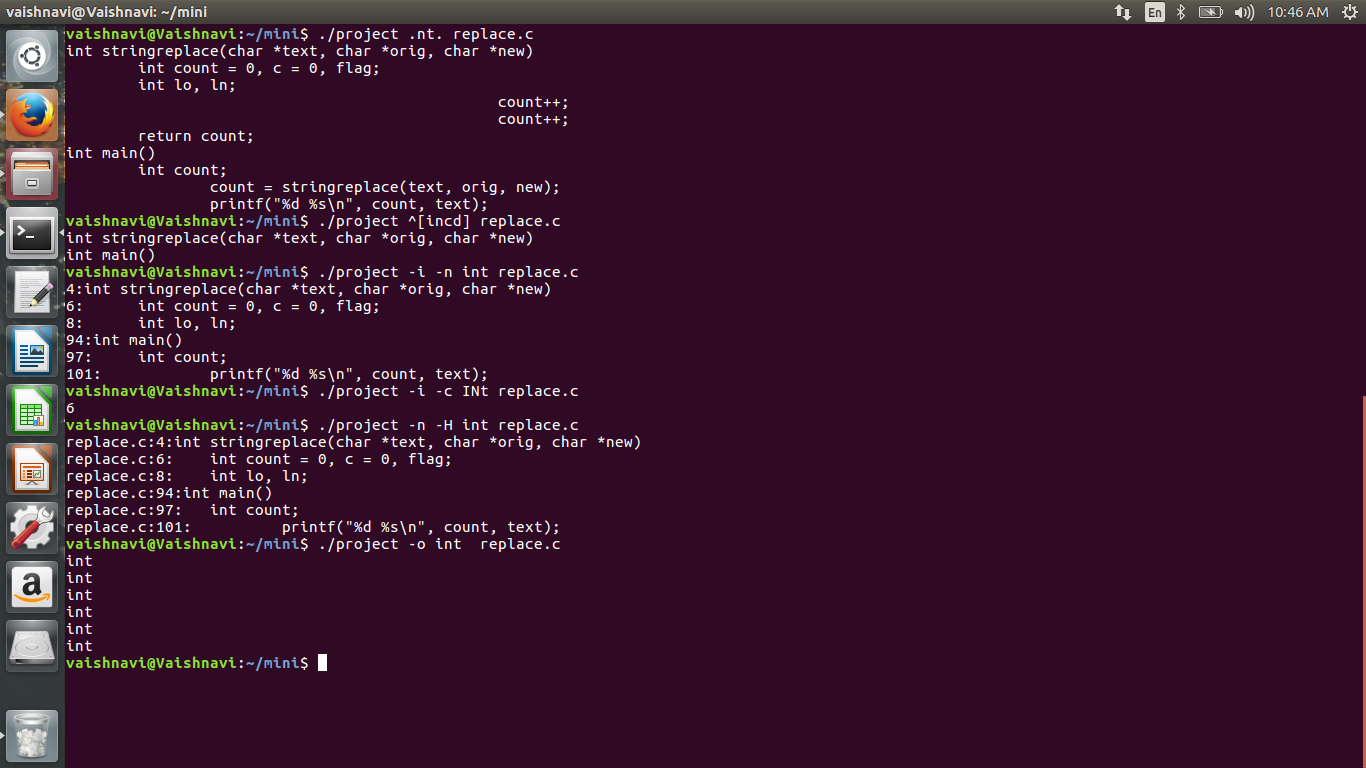 vaishnavi@Vaishnavi: ~/mini
En
10:46 AM
vaishnavi@Vaishnavi:~/mini$ ./project .nt. replace.c
int stringreplace(char *text, char *orig, char *new)
        int count = 0, c = 0, flag;
        int lo, ln;
                                                count++;
                                                count++;
        return count;
int main()
        int count;
                count = stringreplace(text, orig, new);
                printf("%d %s\n", count, text);
vaishnavi@Vaishnavi:~/mini$ ./project ^[incd] replace.c
int stringreplace(char *text, char *orig, char *new)
int main()
vaishnavi@Vaishnavi:~/mini$ ./project -i -n int replace.c
4:int stringreplace(char *text, char *orig, char *new)
6:      int count = 0, c = 0, flag;
8:      int lo, ln;
94:int main()
97:     int count;
101:            printf("%d %s\n", count, text);
vaishnavi@Vaishnavi:~/mini$ ./project -i -c INt replace.c
6
vaishnavi@Vaishnavi:~/mini$ ./project -n -H int replace.c
replace.c:4:int stringreplace(char *text, char *orig, char *new)
replace.c:6:    int count = 0, c = 0, flag;
replace.c:8:    int lo, ln;
replace.c:94:int main()
replace.c:97:   int count;
replace.c:101:          printf("%d %s\n", count, text);
vaishnavi@Vaishnavi:~/mini$ ./project -o int  replace.c
int
int
int
int
int
int
vaishnavi@Vaishnavi:~/mini$